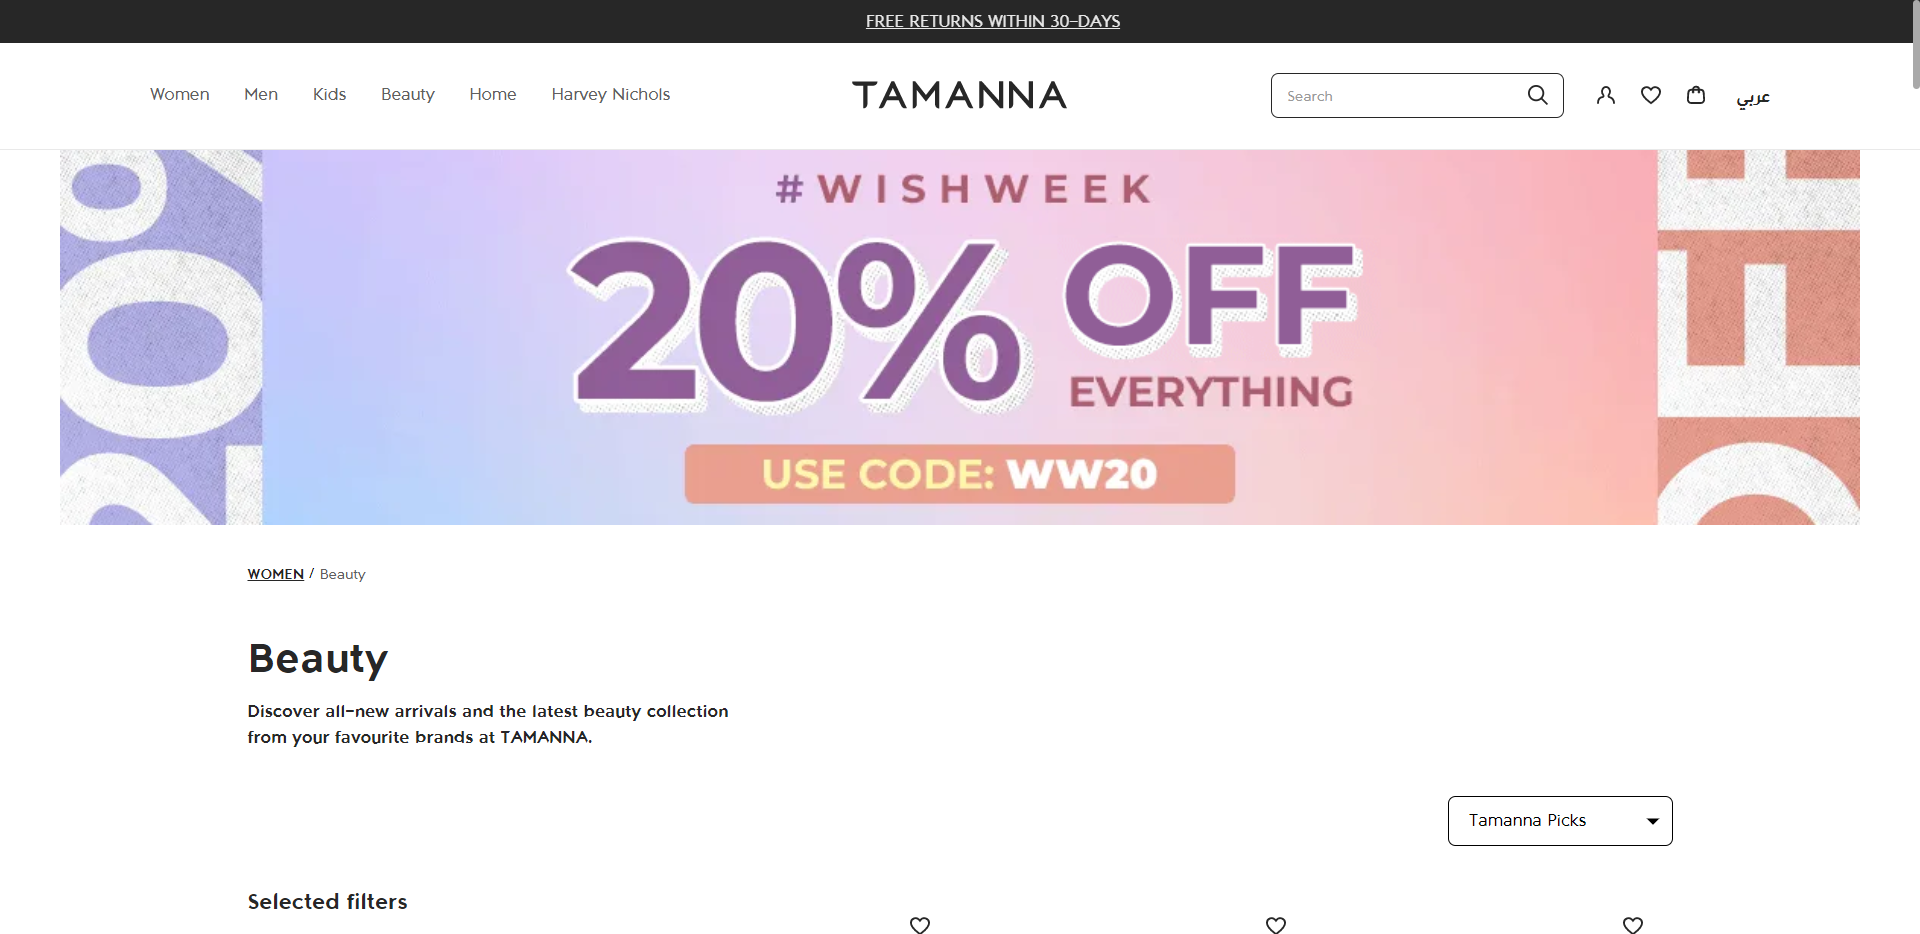 FREE RETURNS WITHIN 30-DAYS
Women Men Kids Beauty Home Harvey Nichols
TAMANNA
Search
عربي
#WISHWEEK
20% OFF
EVERYTHING
USE CODE: WW20
20%
OFF
WOMEN / Beauty
Beauty
Discover all-new arrivals and the latest beauty collection
from your favourite brands at TAMANNA.
Tamanna Picks
Selected filters